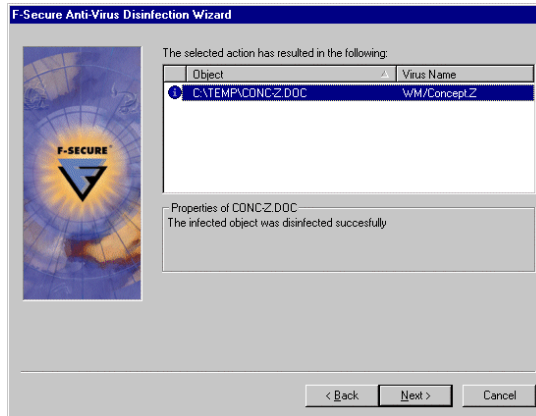 F-Secure Anti-Virus Disinfection Wizard
The selected action has resulted in the following:
Object Virus Name
C:\TEMP\CONC-Z.DOC WM/Concept.Z
F-SECURE®
Properties of CONC-Z.DOC
The infected object was disinfected succesfully
< Back Next > Cancel